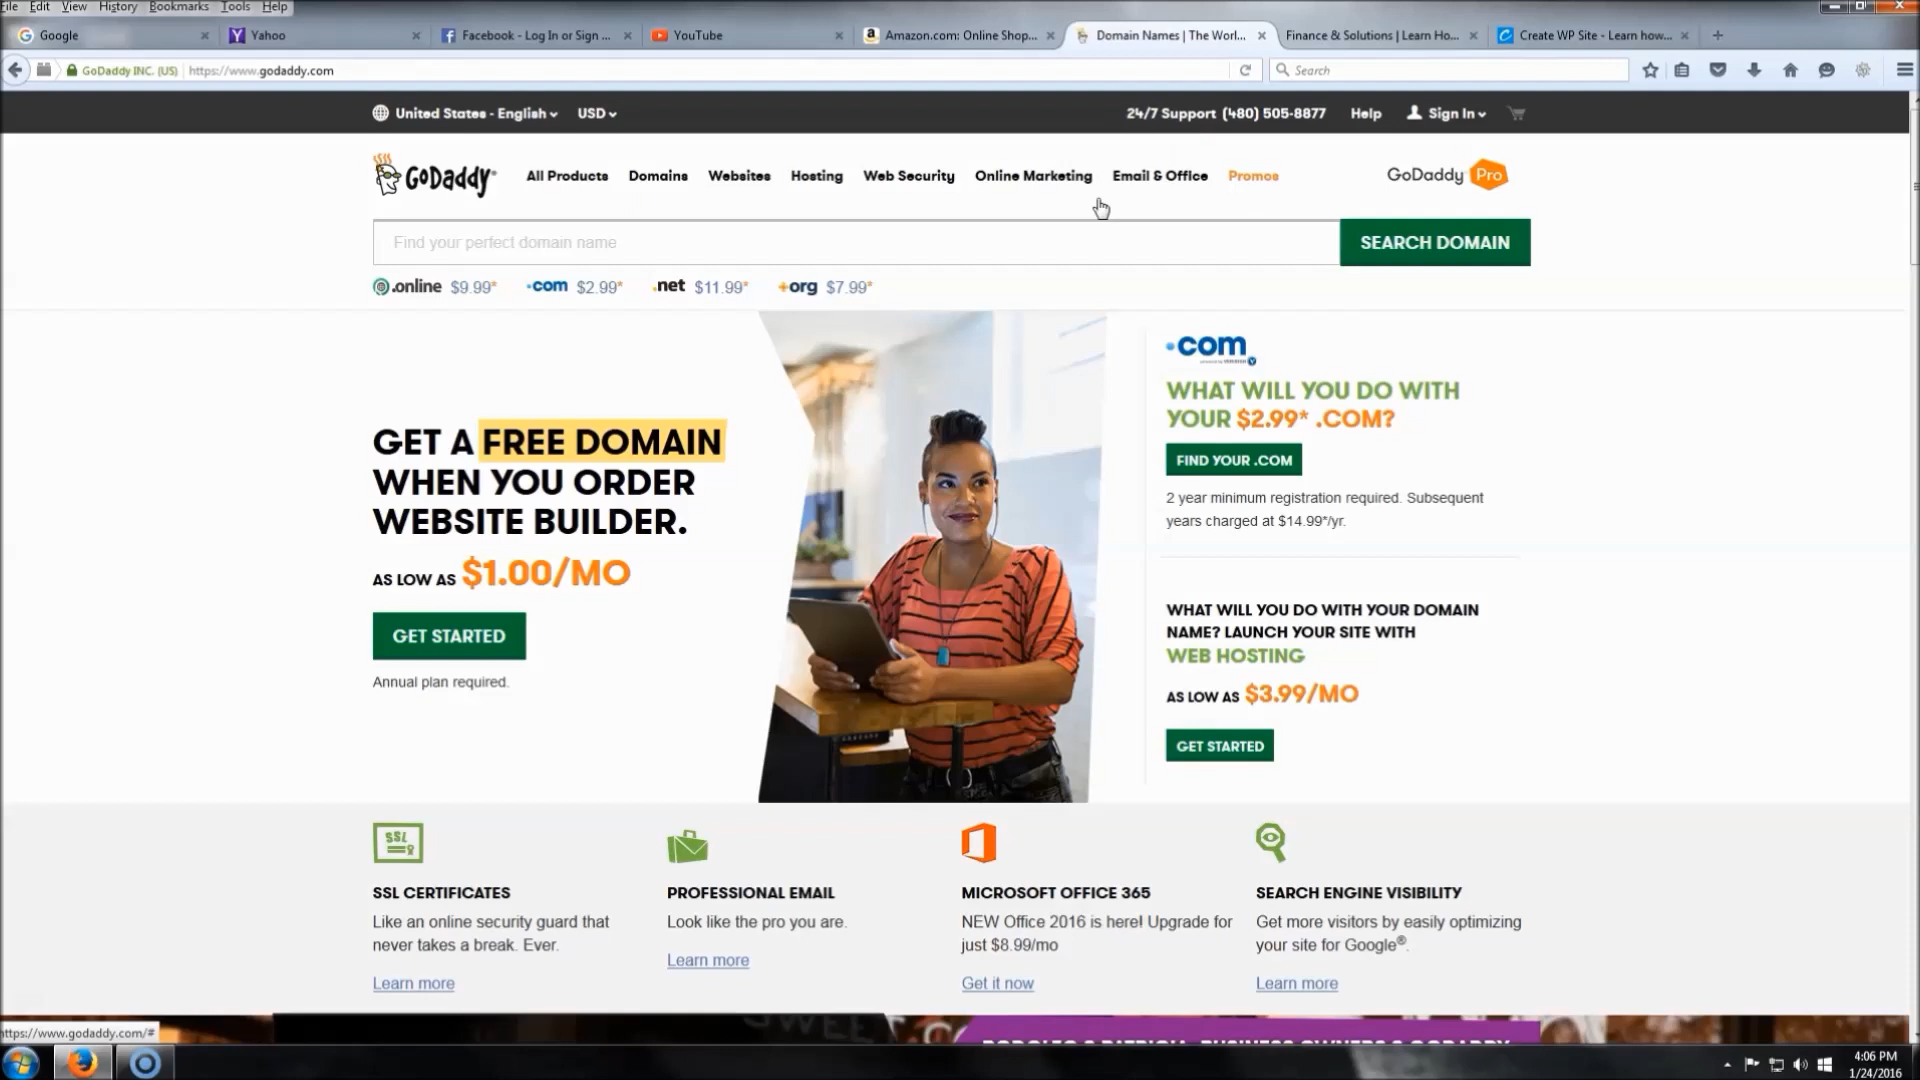 File Edit View History Bookmarks Tools Help
Google Yahoo Facebook - Log In or Sign ... YouTube Amazon.com: Online Shop... Domain Names | The Worl... Finance & Solutions | Learn Ho... Create WP Site - Learn how...
GoDaddy INC. (US) https://www.godaddy.com Search
United States - English USD 24/7 Support (480) 505-8877 Help Sign In
GoDaddy All Products Domains Websites Hosting Web Security Online Marketing Email & Office Promos GoDaddy Pro
Find your perfect domain name SEARCH DOMAIN
.online $9.99* .com $2.99* .net $11.99* .org $7.99*
GET A FREE DOMAIN
WHEN YOU ORDER
WEBSITE BUILDER.
AS LOW AS $1.00/MO
GET STARTED
Annual plan required.
.com
WHAT WILL YOU DO WITH
YOUR $2.99* .COM?
FIND YOUR .COM
2 year minimum registration required. Subsequent
years charged at $14.99*/yr.
WHAT WILL YOU DO WITH YOUR DOMAIN
NAME? LAUNCH YOUR SITE WITH
WEB HOSTING
AS LOW AS $3.99/MO
GET STARTED
SSL
SSL CERTIFICATES
Like an online security guard that
never takes a break. Ever.
Learn more
PROFESSIONAL EMAIL
Look like the pro you are.
Learn more
MICROSOFT OFFICE 365
NEW Office 2016 is here! Upgrade for
just $8.99/mo
Get it now
SEARCH ENGINE VISIBILITY
Get more visitors by easily optimizing
your site for Google®.
Learn more
https://www.godaddy.com/#
4:06 PM
1/24/2016